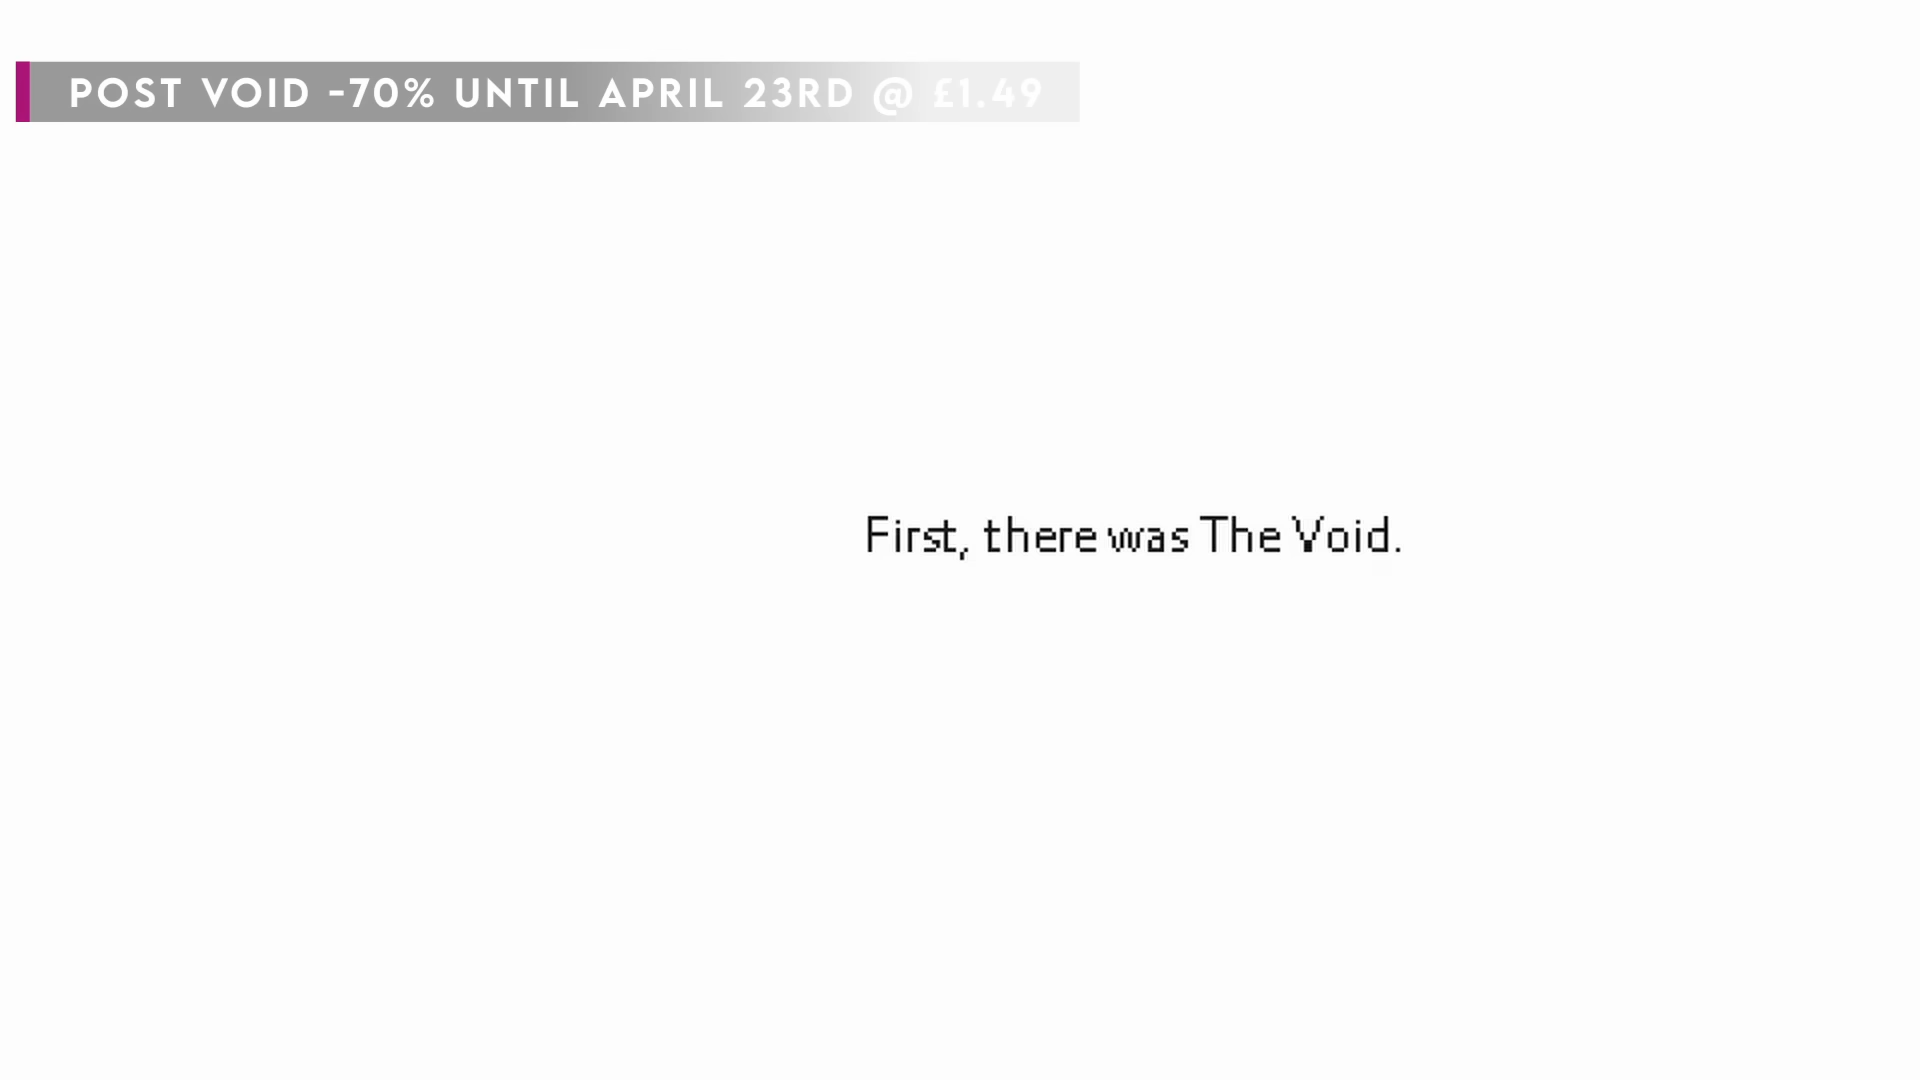 POST VOID -70% UNTIL APRIL 23RD @ £1.49
First, there was The Void.